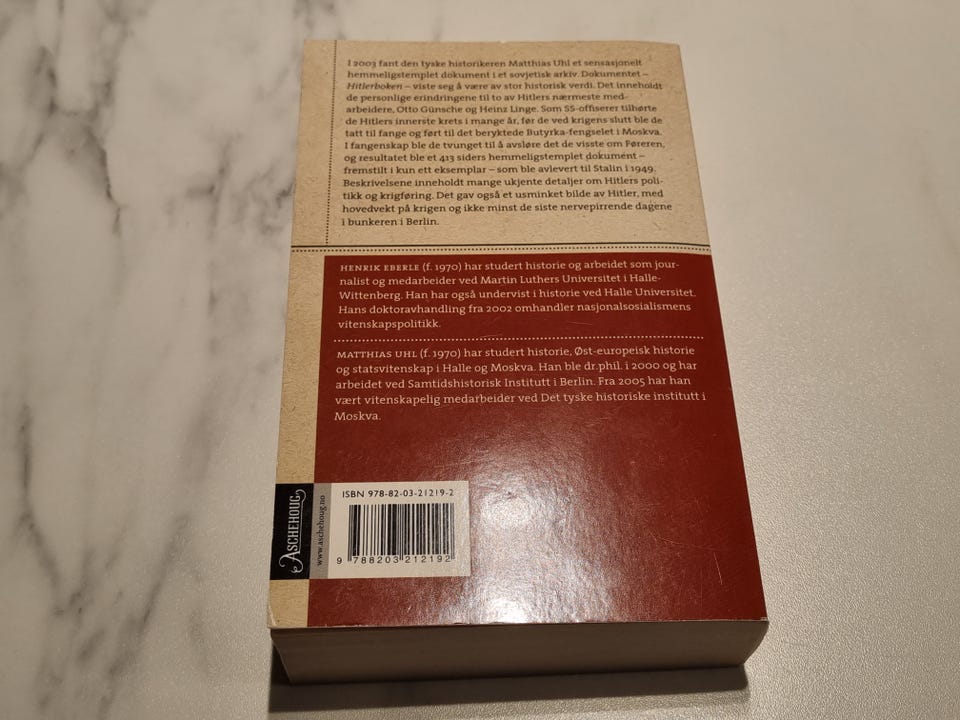 I 2003 fant den tyske historikeren Matthias Uhl et sensasjonelt
hemmeligstemplet dokument i et sovjetisk arkiv. Dokumentet –
Hitlerboken – viste seg å være av stor historisk verdi. Det inneholdt
de personlige erindringene til to av Hitlers nærmeste med-
arbeidere, Otto Günsche og Heinz Linge. Som SS-offiserer tilhørte
de Hitlers innerste krets i mange år, før de ved krigens slutt ble de
tatt til fange og ført til det beryktede Butyrka-fengselet i Moskva.
I fangenskap ble de tvunget til å avsløre det de visste om Føreren,
og resultatet ble et 413 siders hemmeligstemplet dokument –
fremstilt i kun ett eksemplar – som ble avlevert til Stalin i 1949.
Beskrivelsene inneholdt mange ukjente detaljer om Hitlers poli-
tikk og krigføring. Det gav også et usminket bilde av Hitler, med
hovedvekt på krigen og ikke minst de siste nervepirrende dagene
i bunkeren i Berlin.
HENRIK EBERLE (f. 1970) har studert historie og arbeidet som jour-
nalist og medarbeider ved Martin Luthers Universitet i Halle-
Wittenberg. Han har også undervist i historie ved Halle Universitet.
Hans doktoravhandling fra 2002 omhandler nasjonalsosialismens
vitenskapspolitikk.
MATTHIAS UHL (f. 1970) har studert historie, Øst-europeisk historie
og statsvitenskap i Halle og Moskva. Han ble dr.phil. i 2000 og har
arbeidet ved Samtidshistorisk Institutt i Berlin. Fra 2005 har han
vært vitenskapelig medarbeider ved Det tyske historiske institutt i
Moskva.
ASCHEHOUG
www.aschehoug.no
ISBN 978-82-03-21219-2
9 788203 212192